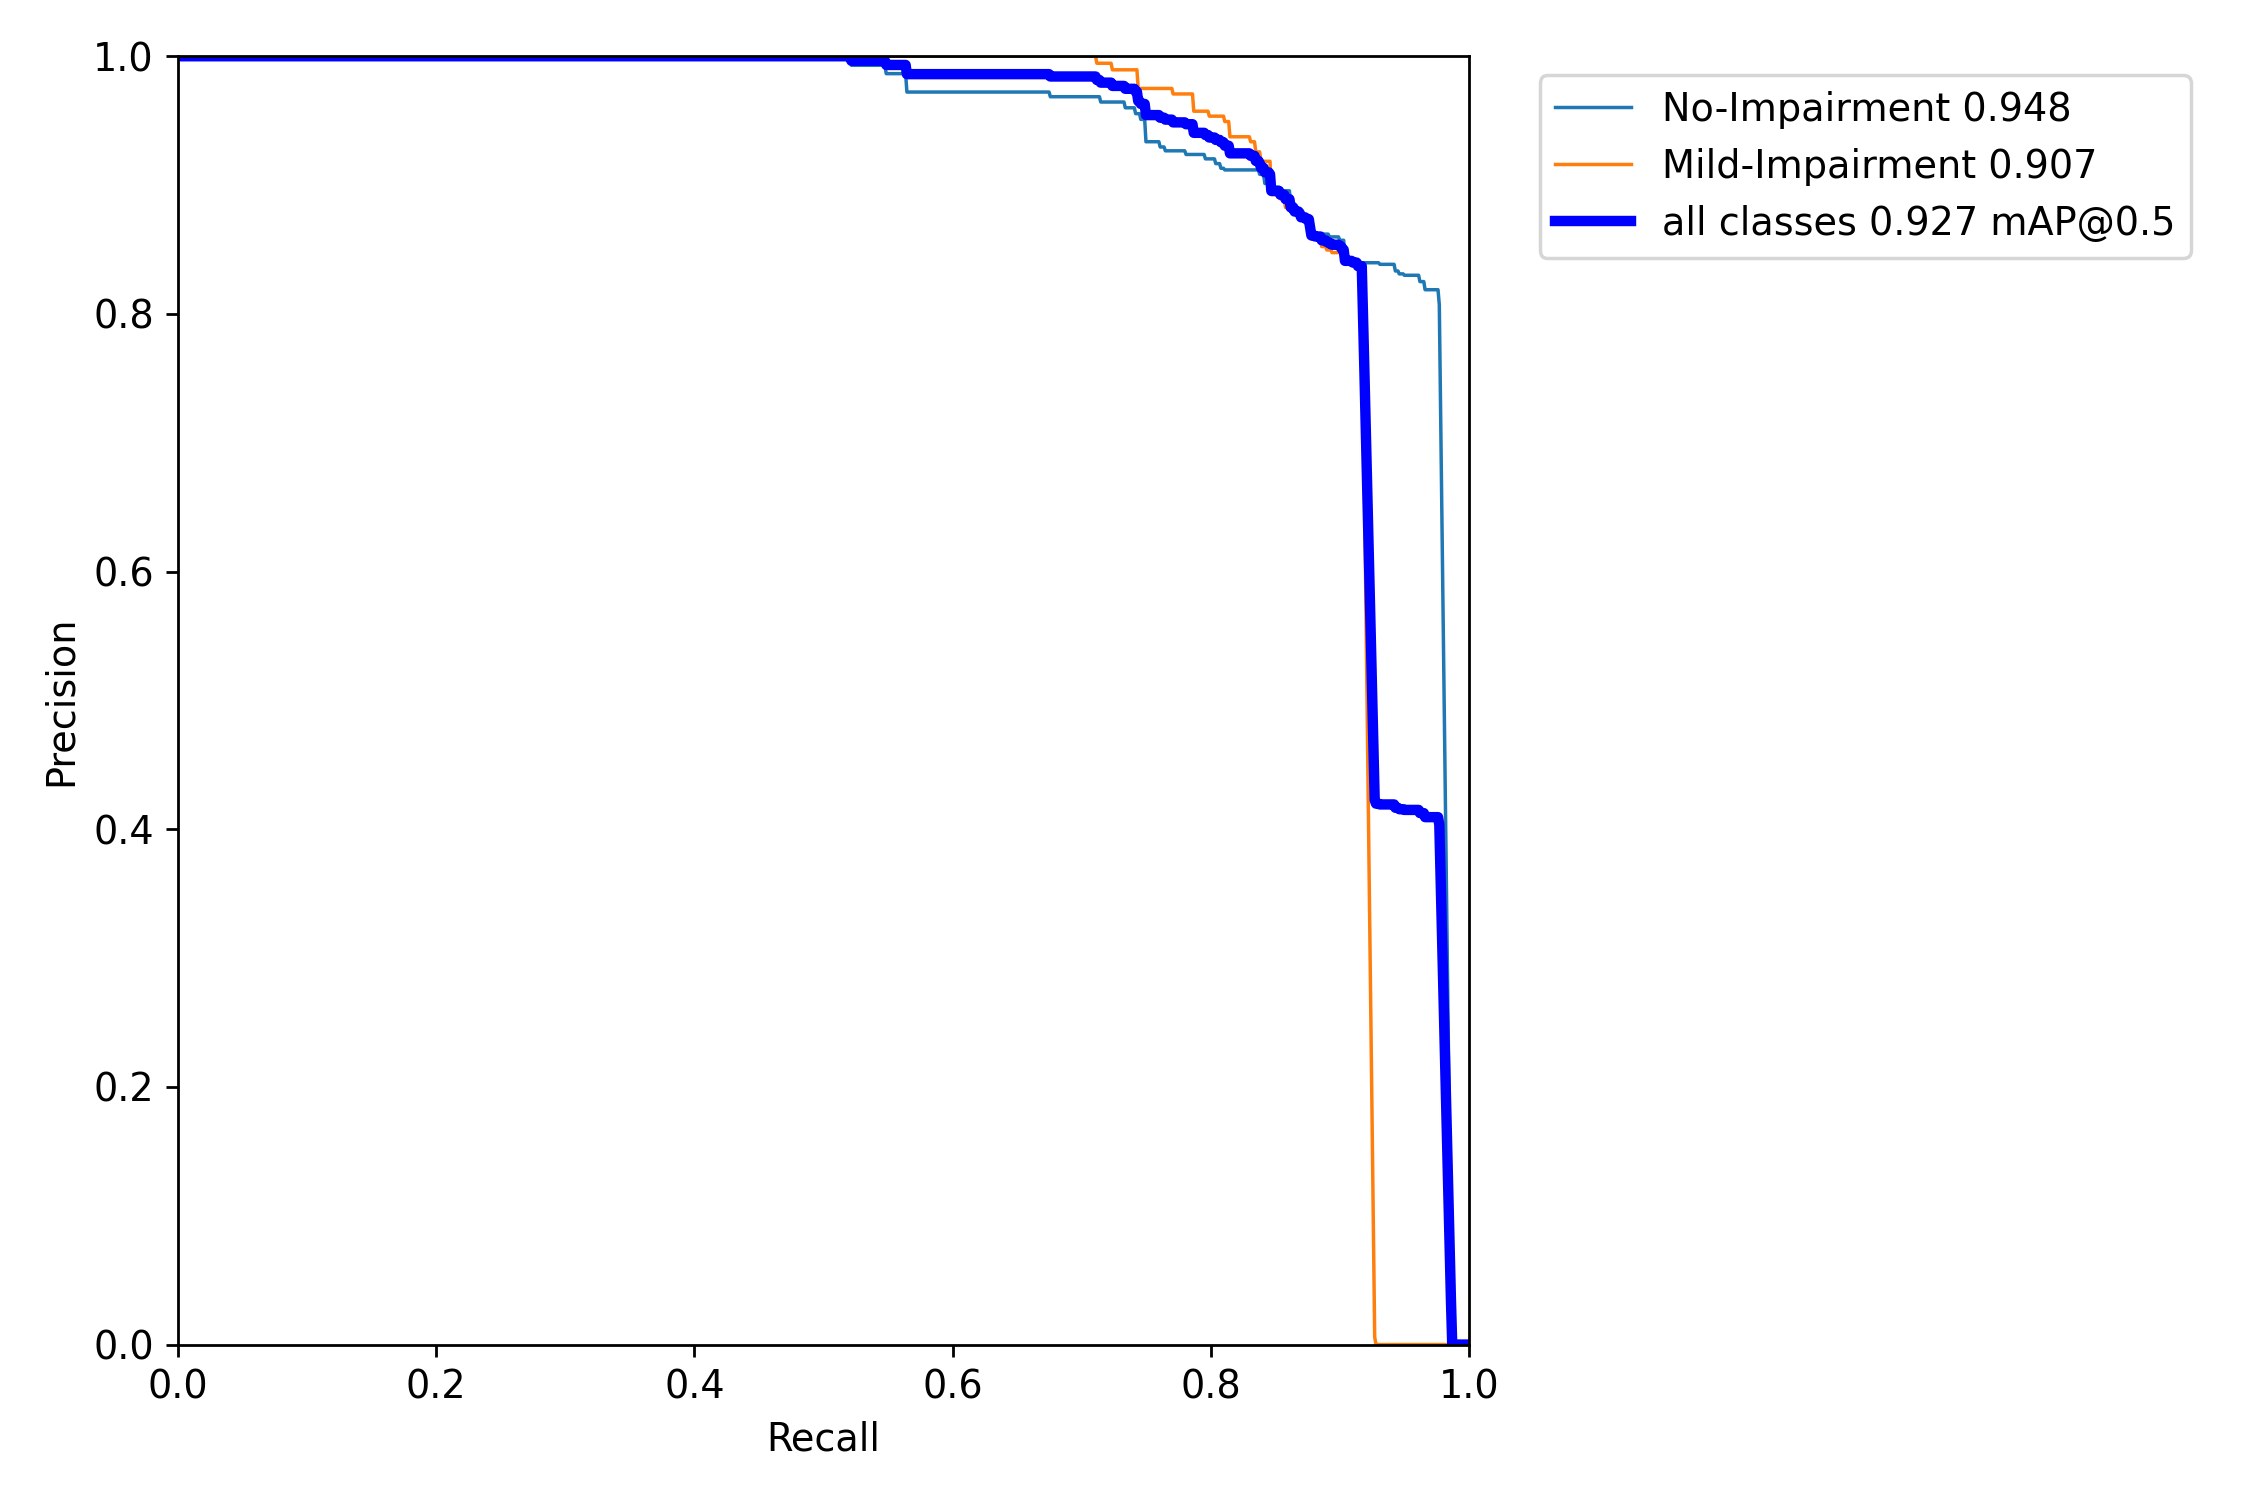 1.0
0.8
0.6
0.4
0.2
0.0
Precision
0.0 0.2 0.4 0.6 0.8 1.0
Recall
No-Impairment 0.948
Mild-Impairment 0.907
all classes 0.927 mAP@0.5